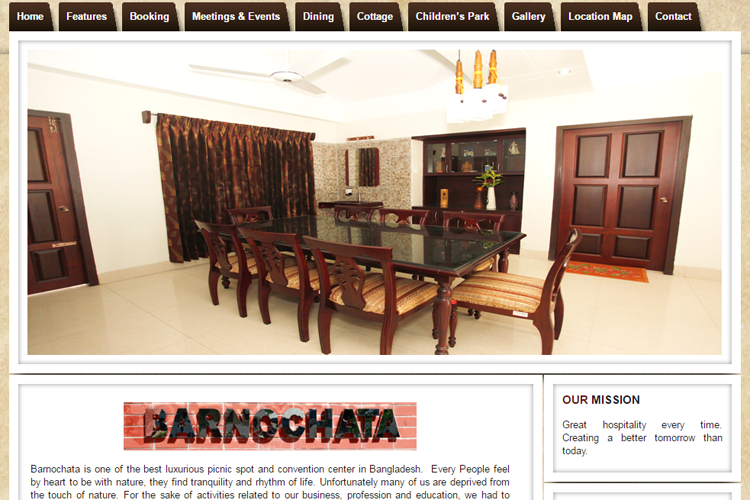 Home Features Booking Meetings & Events Dining Cottage Children's Park Gallery Location Map Contact
BARNOCHATA
Barnochata is one of the best luxurious picnic spot and convention center in Bangladesh. Every People feel
by heart to be with nature, they find tranquility and rhythm of life. Unfortunately many of us are deprived from
the touch of nature. For the sake of activities related to our business, profession and education, we had to
OUR MISSION
Great hospitality every time.
Creating a better tomorrow than
today.